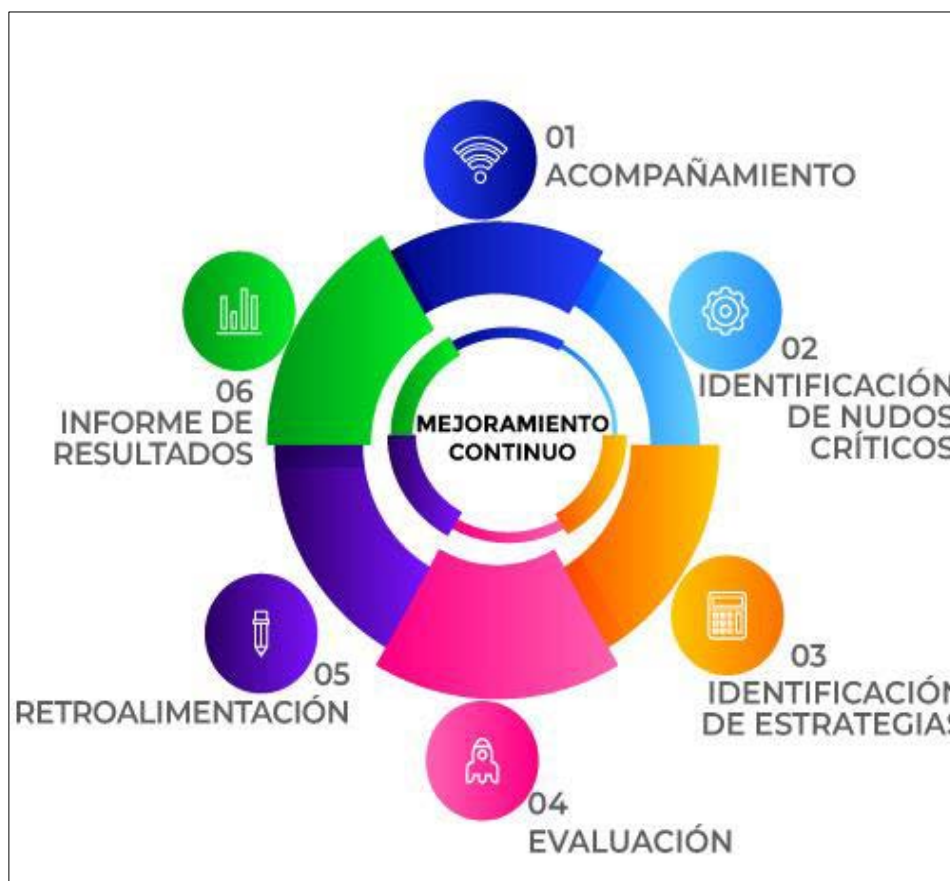 01
ACOMPAÑAMIENTO
02
IDENTIFICACIÓN
DE NUDOS
CRÍTICOS
03
IDENTIFICACIÓN
DE ESTRATEGIAS
04
EVALUACIÓN
05
RETROALIMENTACIÓN
06
INFORME DE
RESULTADOS
MEJORAMIENTO
CONTINUO